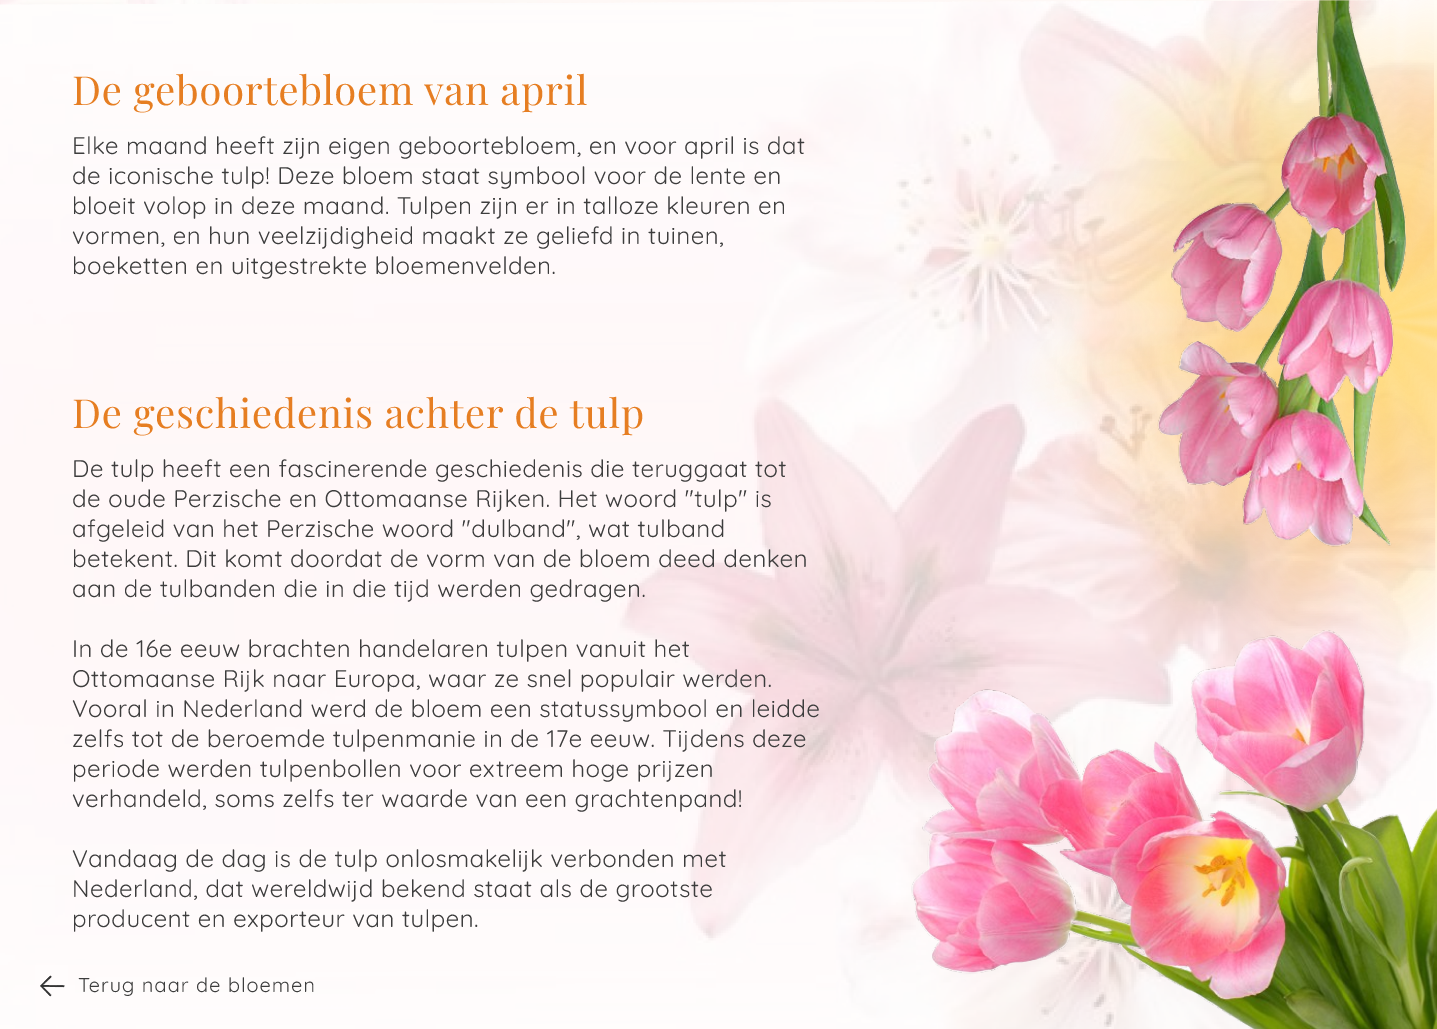 De geboortebloem van april
Elke maand heeft zijn eigen geboortebloem, en voor april is dat
de iconische tulp! Deze bloem staat symbool voor de lente en
bloeit volop in deze maand. Tulpen zijn er in talloze kleuren en
vormen, en hun veelzijdigheid maakt ze geliefd in tuinen,
boeketten en uitgestrekte bloemenvelden.
De geschiedenis achter de tulp
De tulp heeft een fascinerende geschiedenis die teruggaat tot
de oude Perzische en Ottomaanse Rijken. Het woord "tulp" is
afgeleid van het Perzische woord "dulband", wat tulband
betekent. Dit komt doordat de vorm van de bloem deed denken
aan de tulbanden die in die tijd werden gedragen.
In de 16e eeuw brachten handelaren tulpen vanuit het
Ottomaanse Rijk naar Europa, waar ze snel populair werden.
Vooral in Nederland werd de bloem een statussymbool en leidde
zelfs tot de beroemde tulpenmanie in de 17e eeuw. Tijdens deze
periode werden tulpenbollen voor extreem hoge prijzen
verhandeld, soms zelfs ter waarde van een grachtenpand!
Vandaag de dag is de tulp onlosmakelijk verbonden met
Nederland, dat wereldwijd bekend staat als de grootste
producent en exporteur van tulpen.
← Terug naar de bloemen